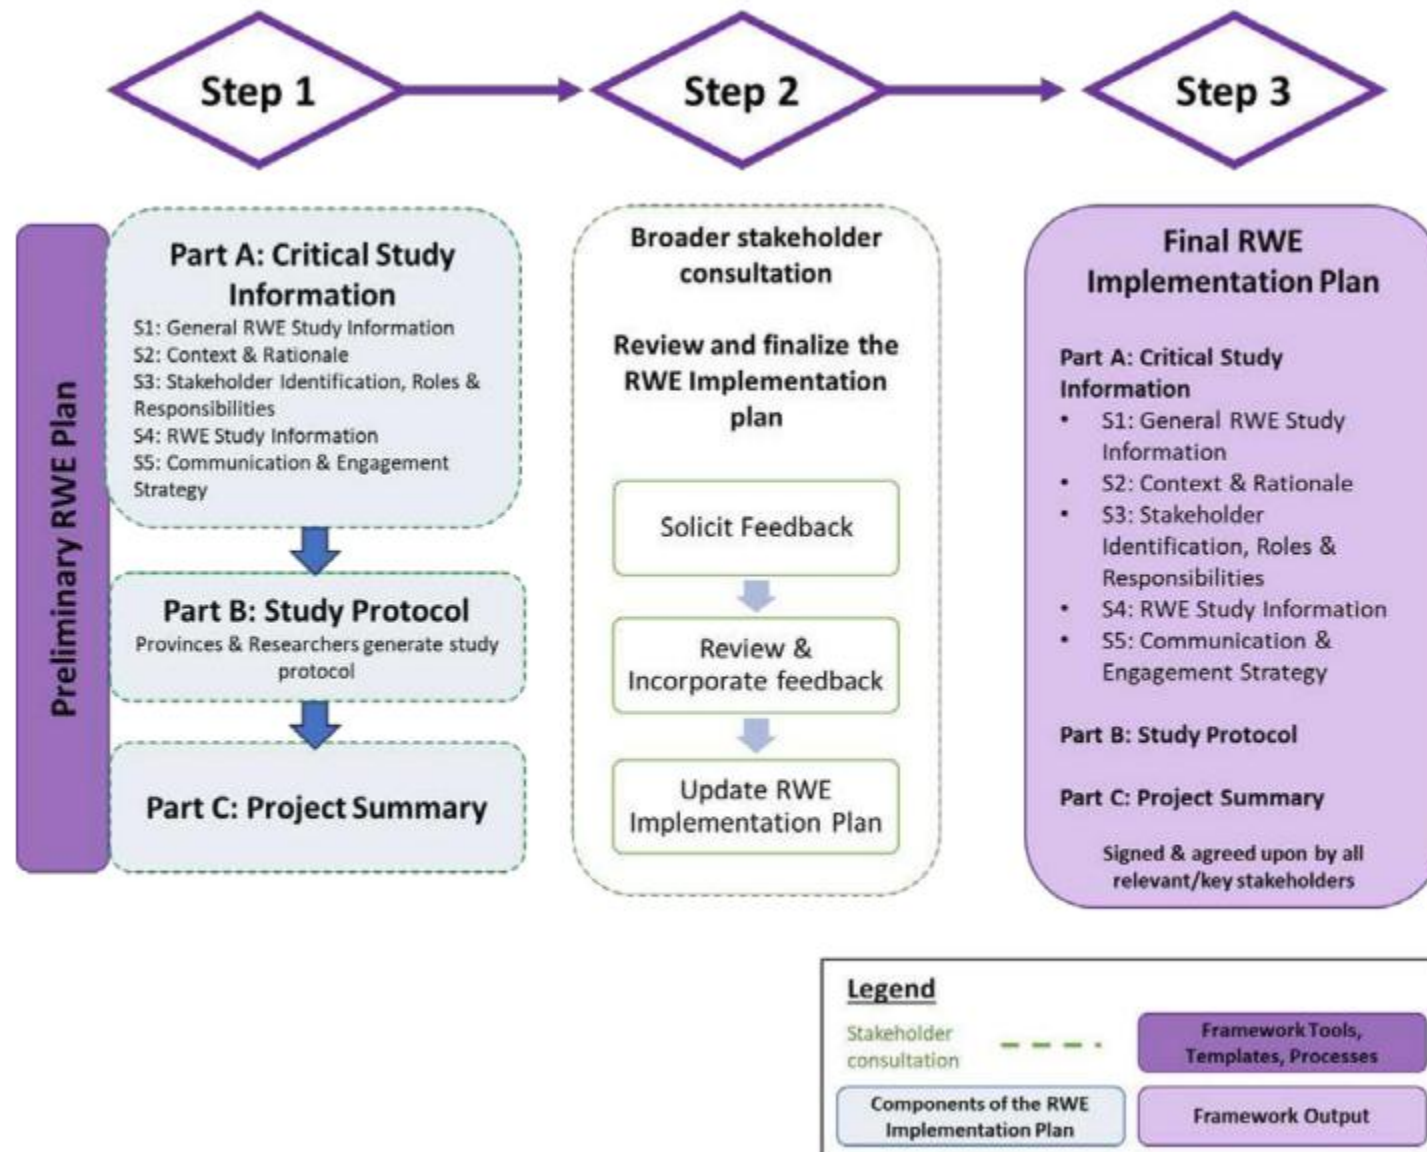 Step 1
Step 2
Step 3
Preliminary RWE Plan
Part A: Critical Study
Information
S1: General RWE Study Information
S2: Context & Rationale
S3: Stakeholder Identification, Roles &
Responsibilities
S4: RWE Study Information
S5: Communication & Engagement
Strategy
Part B: Study Protocol
Provinces & Researchers generate study
protocol
Part C: Project Summary
Broader stakeholder
consultation
Review and finalize the
RWE Implementation
plan
Solicit Feedback
Review &
Incorporate feedback
Update RWE
Implementation Plan
Final RWE
Implementation Plan
Part A: Critical Study
Information
• S1: General RWE Study
Information
• S2: Context & Rationale
• S3: Stakeholder
Identification, Roles &
Responsibilities
• S4: RWE Study Information
• S5: Communication &
Engagement Strategy
Part B: Study Protocol
Part C: Project Summary
Signed & agreed upon by all
relevant/key stakeholders
Legend
Stakeholder
consultation
Framework Tools,
Templates, Processes
Components of the RWE
Implementation Plan
Framework Output